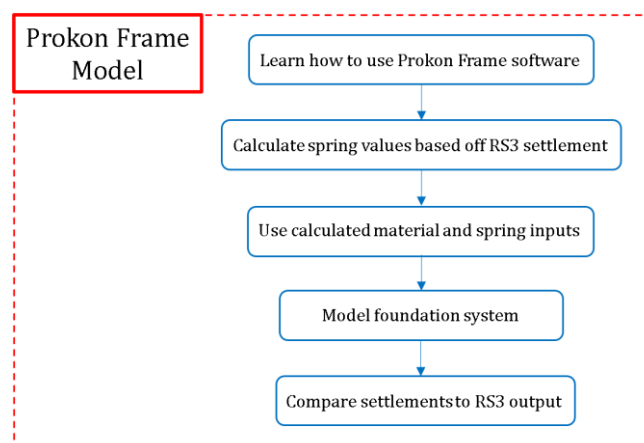 Prokon Frame
Model
Learn how to use Prokon Frame software
Calculate spring values based off RS3 settlement
Use calculated material and spring inputs
Model foundation system
Compare settlements to RS3 output